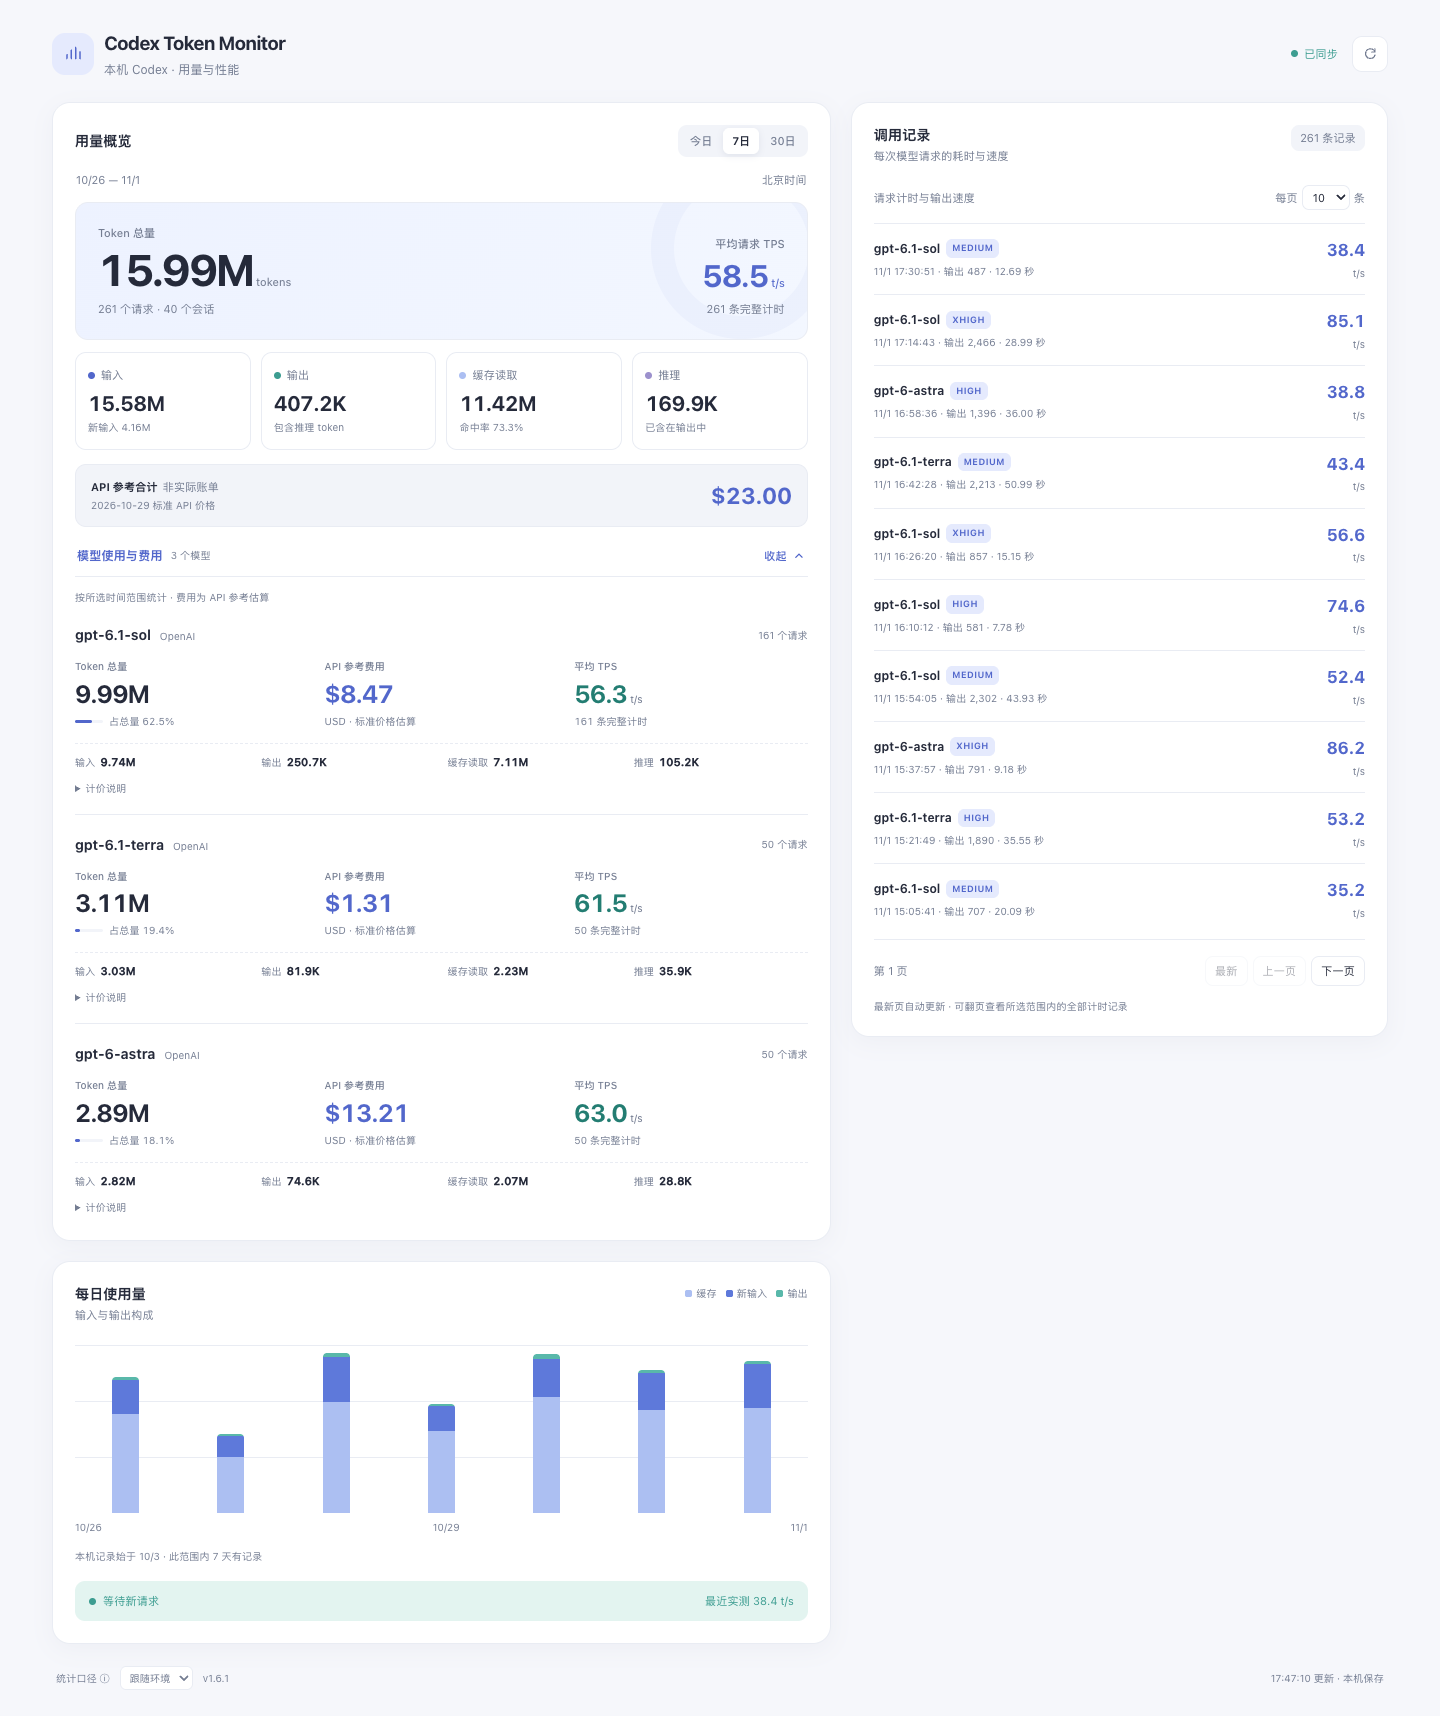 Codex Token Monitor
本机 Codex · 用量与性能
已同步
用量概览
今日 7日 30日
10/26 — 11/1
北京时间
Token 总量
15.99M tokens
261 个请求 · 40 个会话
平均请求 TPS
58.5 t/s
261 条完整计时
输入
15.58M
新输入 4.16M
输出
407.2K
包含推理 token
缓存读取
11.42M
命中率 73.3%
推理
169.9K
已含在输出中
API 参考合计 非实际账单
2026-10-29 标准 API 价格
$23.00
模型使用与费用 3 个模型
收起
按所选时间范围统计 · 费用为 API 参考估算
gpt-6.1-sol OpenAI
161 个请求
Token 总量
9.99M
占总量 62.5%
API 参考费用
$8.47
USD · 标准价格估算
平均 TPS
56.3 t/s
161 条完整计时
输入 9.74M
输出 250.7K
缓存读取 7.11M
推理 105.2K
计价说明
gpt-6.1-terra OpenAI
50 个请求
Token 总量
3.11M
占总量 19.4%
API 参考费用
$1.31
USD · 标准价格估算
平均 TPS
61.5 t/s
50 条完整计时
输入 3.03M
输出 81.9K
缓存读取 2.23M
推理 35.9K
计价说明
gpt-6-astra OpenAI
50 个请求
Token 总量
2.89M
占总量 18.1%
API 参考费用
$13.21
USD · 标准价格估算
平均 TPS
63.0 t/s
50 条完整计时
输入 2.82M
输出 74.6K
缓存读取 2.07M
推理 28.8K
计价说明
每日使用量
输入与输出构成
缓存 新输入 输出
10/26
10/29
11/1
本机记录始于 10/3 · 此范围内 7 天有记录
等待新请求
最近实测 38.4 t/s
调用记录
每次模型请求的耗时与速度
261 条记录
请求计时与输出速度
每页 10 条
gpt-6.1-sol MEDIUM
11/1 17:30:51 · 输出 487 · 12.69 秒
38.4
t/s
gpt-6.1-sol XHIGH
11/1 17:14:43 · 输出 2,466 · 28.99 秒
85.1
t/s
gpt-6-astra HIGH
11/1 16:58:36 · 输出 1,396 · 36.00 秒
38.8
t/s
gpt-6.1-terra MEDIUM
11/1 16:42:28 · 输出 2,213 · 50.99 秒
43.4
t/s
gpt-6.1-sol XHIGH
11/1 16:26:20 · 输出 857 · 15.15 秒
56.6
t/s
gpt-6.1-sol HIGH
11/1 16:10:12 · 输出 581 · 7.78 秒
74.6
t/s
gpt-6.1-sol MEDIUM
11/1 15:54:05 · 输出 2,302 · 43.93 秒
52.4
t/s
gpt-6-astra XHIGH
11/1 15:37:57 · 输出 791 · 9.18 秒
86.2
t/s
gpt-6.1-terra HIGH
11/1 15:21:49 · 输出 1,890 · 35.55 秒
53.2
t/s
gpt-6.1-sol MEDIUM
11/1 15:05:41 · 输出 707 · 20.09 秒
35.2
t/s
第 1 页
最新 上一页 下一页
最新页自动更新 · 可翻页查看所选范围内的全部计时记录
统计口径 ⓘ 跟随环境 v1.6.1
17:47:10 更新 · 本机保存